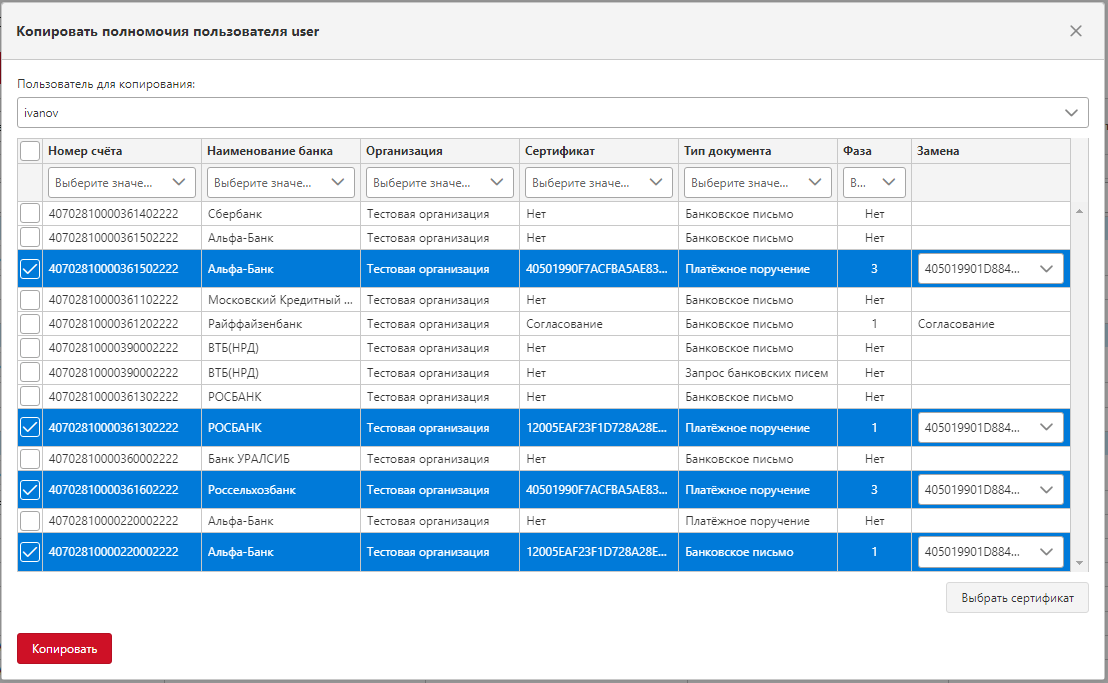 Копировать полномочия пользователя user
Пользователь для копирования:
ivanov
Номер счёта Наименование банка Организация Сертификат Тип документа Фаза Замена
Выберите значе... Выберите значе... Выберите значе... Выберите значе... Выберите значе... В...
40702810000361402222 Сбербанк Тестовая организация Нет Банковское письмо Нет
40702810000361502222 Альфа-Банк Тестовая организация Нет Банковское письмо Нет
40702810000361502222 Альфа-Банк Тестовая организация 40501990F7ACFBA5AE83... Платёжное поручение 3 405019901D884...
40702810000361102222 Московский Кредитный ... Тестовая организация Нет Банковское письмо Нет
40702810000361202222 Райффайзенбанк Тестовая организация Согласование Банковское письмо 1 Согласование
40702810000390002222 ВТБ(НРД) Тестовая организация Нет Банковское письмо Нет
40702810000390002222 ВТБ(НРД) Тестовая организация Нет Запрос банковских писем Нет
40702810000361302222 РОСБАНК Тестовая организация Нет Банковское письмо Нет
40702810000361302222 РОСБАНК Тестовая организация 12005EAF23F1D728A28E... Платёжное поручение 1 405019901D884...
40702810000360002222 Банк УРАЛСИБ Тестовая организация Нет Банковское письмо Нет
40702810000361602222 Россельхозбанк Тестовая организация 40501990F7ACFBA5AE83... Платёжное поручение 3 405019901D884...
40702810000220002222 Альфа-Банк Тестовая организация Нет Платёжное поручение Нет
40702810000220002222 Альфа-Банк Тестовая организация 12005EAF23F1D728A28E... Банковское письмо 1 405019901D884...
Выбрать сертификат
Копировать